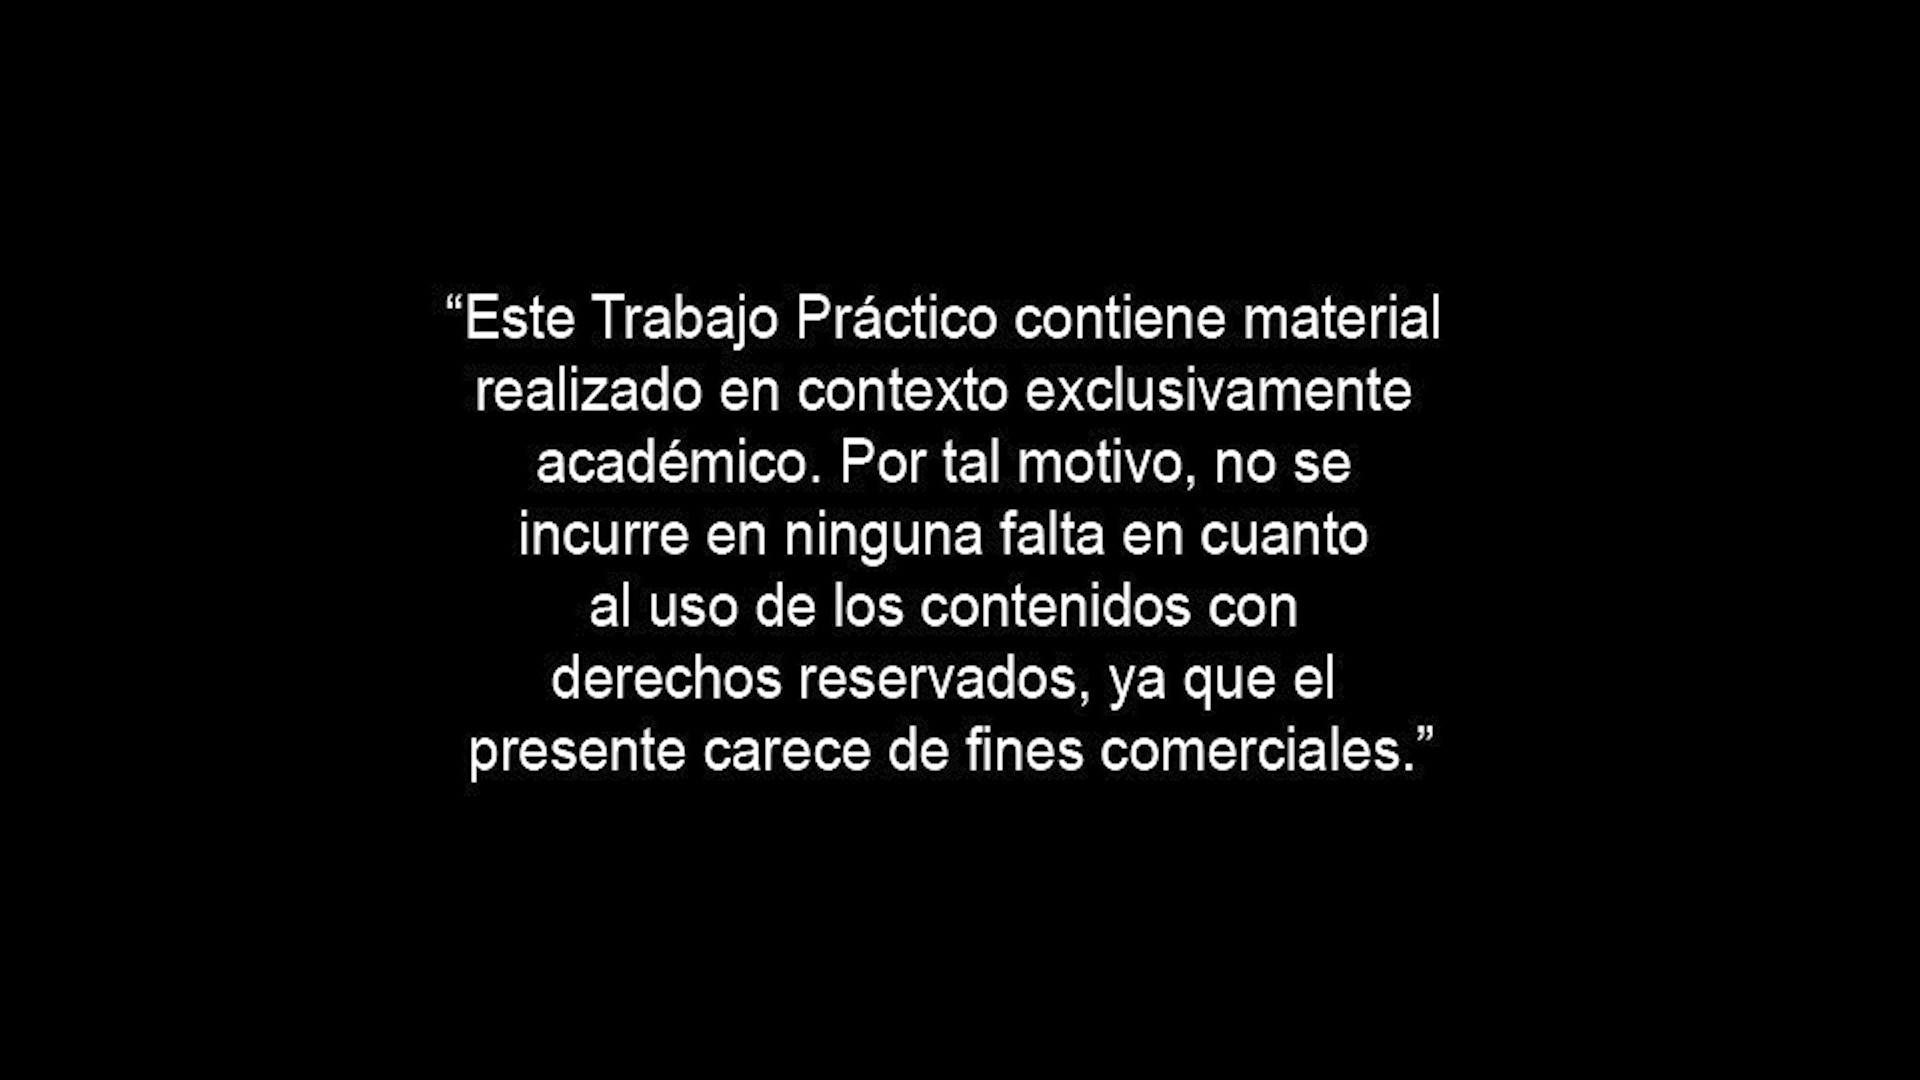 “Este Trabajo Práctico contiene material
realizado en contexto exclusivamente
académico. Por tal motivo, no se
incurre en ninguna falta en cuanto
al uso de los contenidos con
derechos reservados, ya que el
presente carece de fines comerciales.”